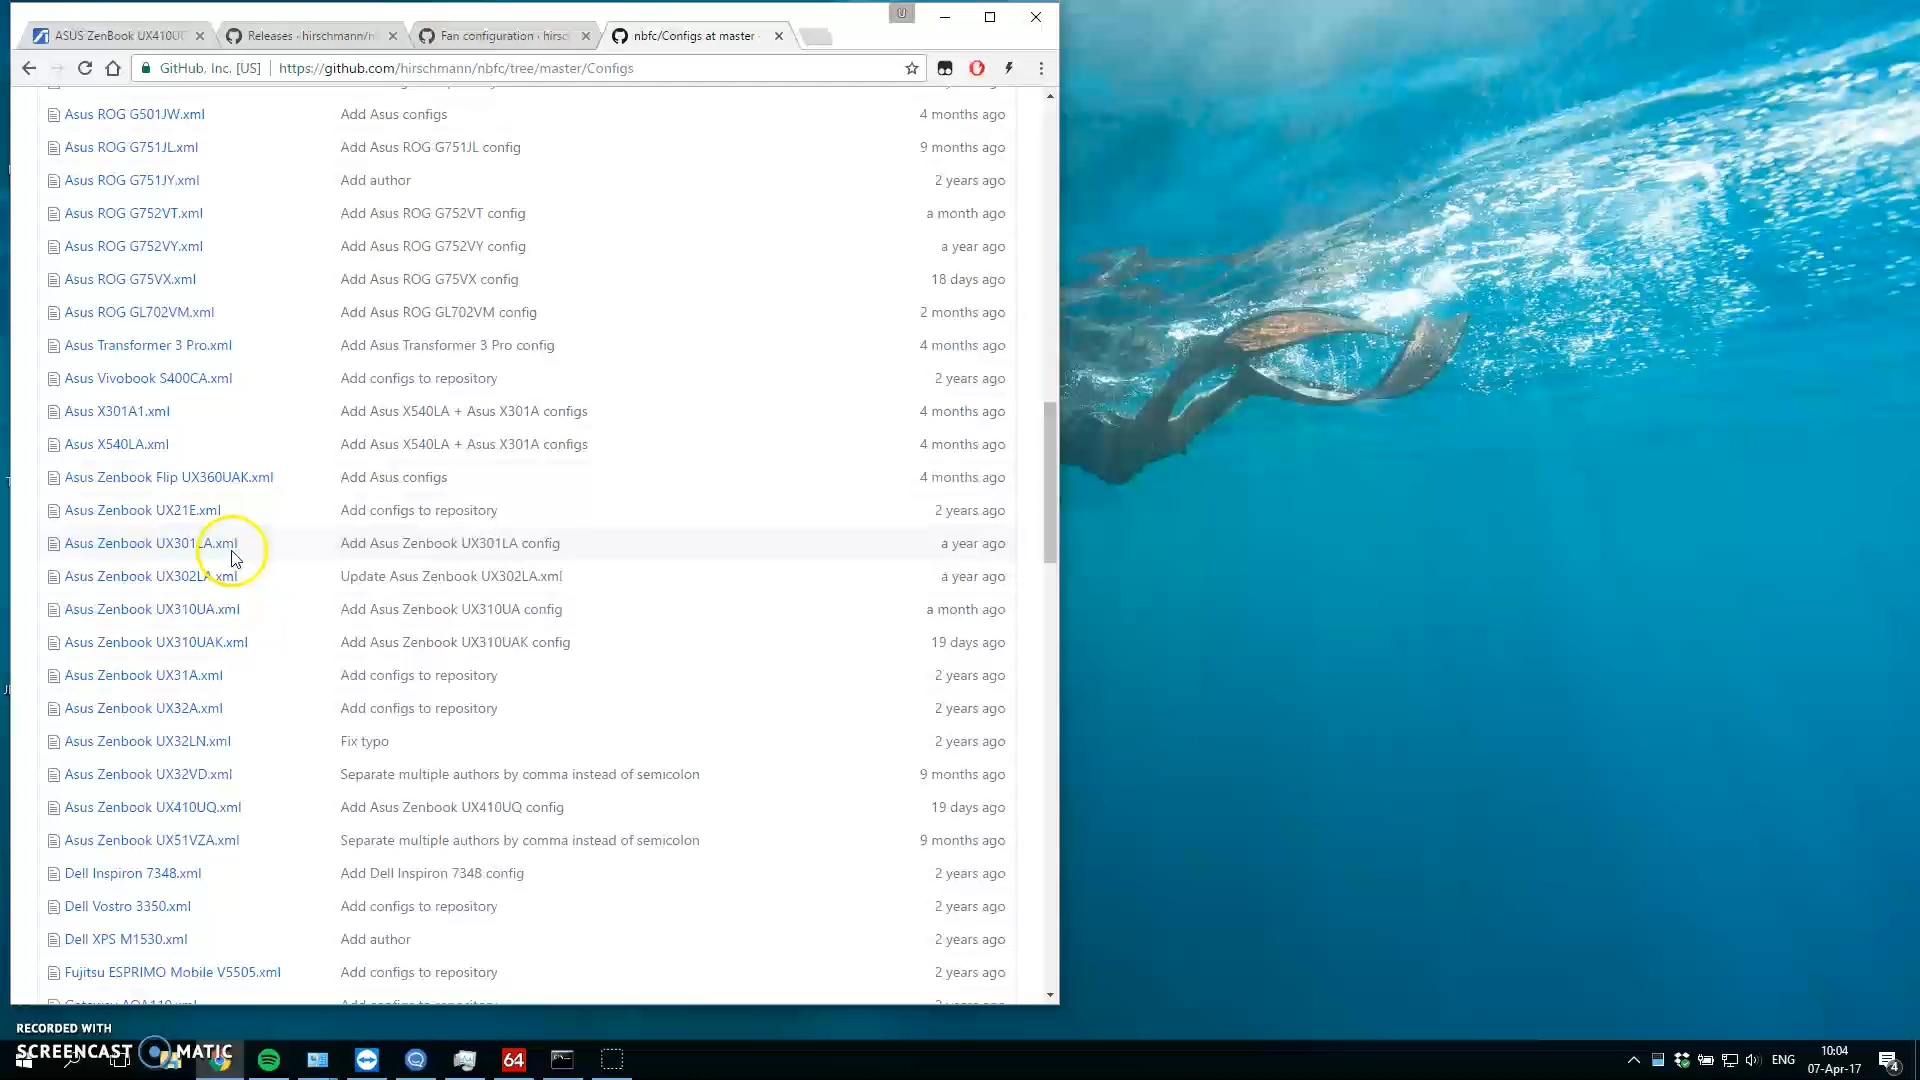 ASUS ZenBook UX410U
Releases · hirschmann/n
Fan configuration · hirsc
nbfc/Configs at master
GitHub, Inc. [US]
https://github.com/hirschmann/nbfc/tree/master/Configs
Asus ROG G501JW.xml Add Asus configs 4 months ago
Asus ROG G751JL.xml Add Asus ROG G751JL config 9 months ago
Asus ROG G751JY.xml Add author 2 years ago
Asus ROG G752VT.xml Add Asus ROG G752VT config a month ago
Asus ROG G752VY.xml Add Asus ROG G752VY config a year ago
Asus ROG G75VX.xml Add Asus ROG G75VX config 18 days ago
Asus ROG GL702VM.xml Add Asus ROG GL702VM config 2 months ago
Asus Transformer 3 Pro.xml Add Asus Transformer 3 Pro config 4 months ago
Asus Vivobook S400CA.xml Add configs to repository 2 years ago
Asus X301A1.xml Add Asus X540LA + Asus X301A configs 4 months ago
Asus X540LA.xml Add Asus X540LA + Asus X301A configs 4 months ago
Asus Zenbook Flip UX360UAK.xml Add Asus configs 4 months ago
Asus Zenbook UX21E.xml Add configs to repository 2 years ago
Asus Zenbook UX301LA.xml Add Asus Zenbook UX301LA config a year ago
Asus Zenbook UX302LA.xml Update Asus Zenbook UX302LA.xml a year ago
Asus Zenbook UX310UA.xml Add Asus Zenbook UX310UA config a month ago
Asus Zenbook UX310UAK.xml Add Asus Zenbook UX310UAK config 19 days ago
Asus Zenbook UX31A.xml Add configs to repository 2 years ago
Asus Zenbook UX32A.xml Add configs to repository 2 years ago
Asus Zenbook UX32LN.xml Fix typo 2 years ago
Asus Zenbook UX32VD.xml Separate multiple authors by comma instead of semicolon 9 months ago
Asus Zenbook UX410UQ.xml Add Asus Zenbook UX410UQ config 19 days ago
Asus Zenbook UX51VZA.xml Separate multiple authors by comma instead of semicolon 9 months ago
Dell Inspiron 7348.xml Add Dell Inspiron 7348 config 2 years ago
Dell Vostro 3350.xml Add configs to repository 2 years ago
Dell XPS M1530.xml Add author 2 years ago
Fujitsu ESPRIMO Mobile V5505.xml Add configs to repository 2 years ago
RECORDED WITH
SCREENCAST MATIC
64
ENG
10:04
07-Apr-17
4